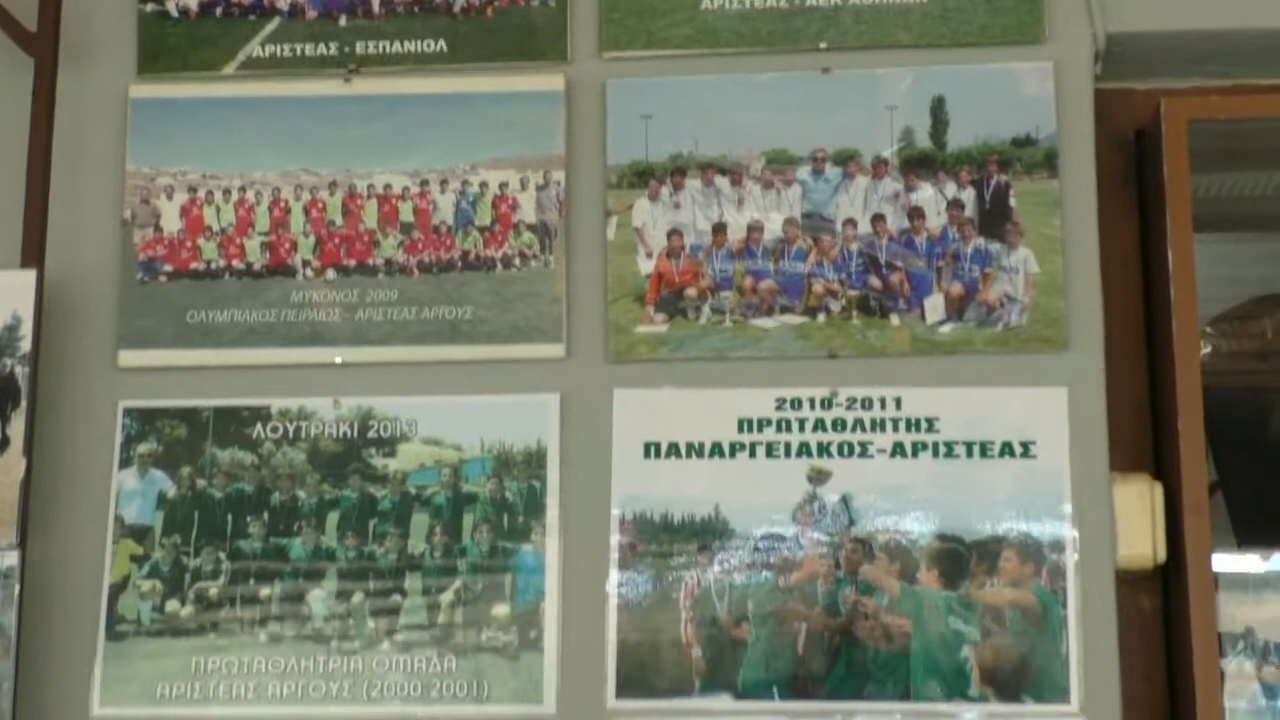 ΑΡΙΣΤΕΑΣ - ΕΣΠΑΝΙΟΛ
ΑΡΙΣΤΕΑΣ - ΑΕΚ ΑΘΗΝΩΝ
ΜΥΚΟΝΟΣ 2009
ΟΛΥΜΠΙΑΚΟΣ ΠΕΙΡΑΙΩΣ - ΑΡΙΣΤΕΑΣ ΑΡΓΟΥΣ
ΛΟΥΤΡΑΚΙ 2013
ΠΡΩΤΑΘΛΗΤΡΙΑ ΟΜΑΔΑ
ΑΡΙΣΤΕΑΣ ΑΡΓΟΥΣ (2000-2001)
2010-2011
ΠΡΩΤΑΘΛΗΤΗΣ
ΠΑΝΑΡΓΕΙΑΚΟΣ-ΑΡΙΣΤΕΑΣ